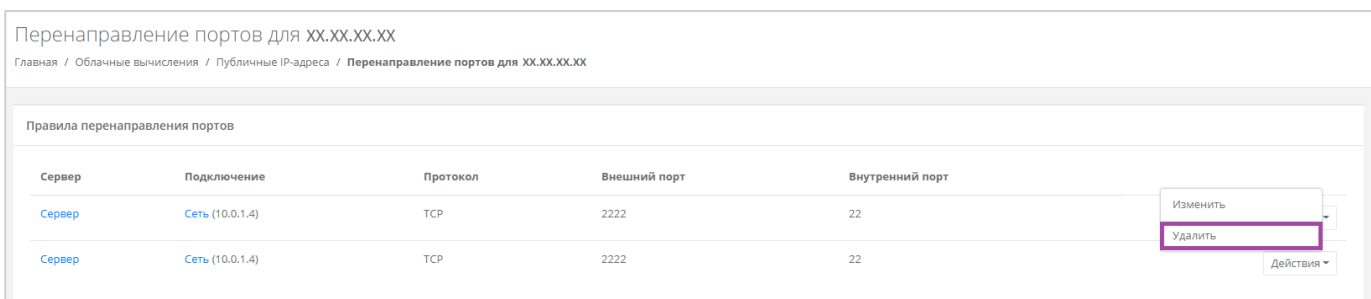 Перенаправление портов для XX.XX.XX.XX
Главная / Облачные вычисления / Публичные IP-адреса / Перенаправление портов для XX.XX.XX.XX
Правила перенаправления портов
Сервер Подключение Протокол Внешний порт Внутренний порт
Изменить
Сервер Сеть (10.0.1.4) TCP 2222 22
Удалить
Сервер Сеть (10.0.1.4) TCP 2222 22 Действия